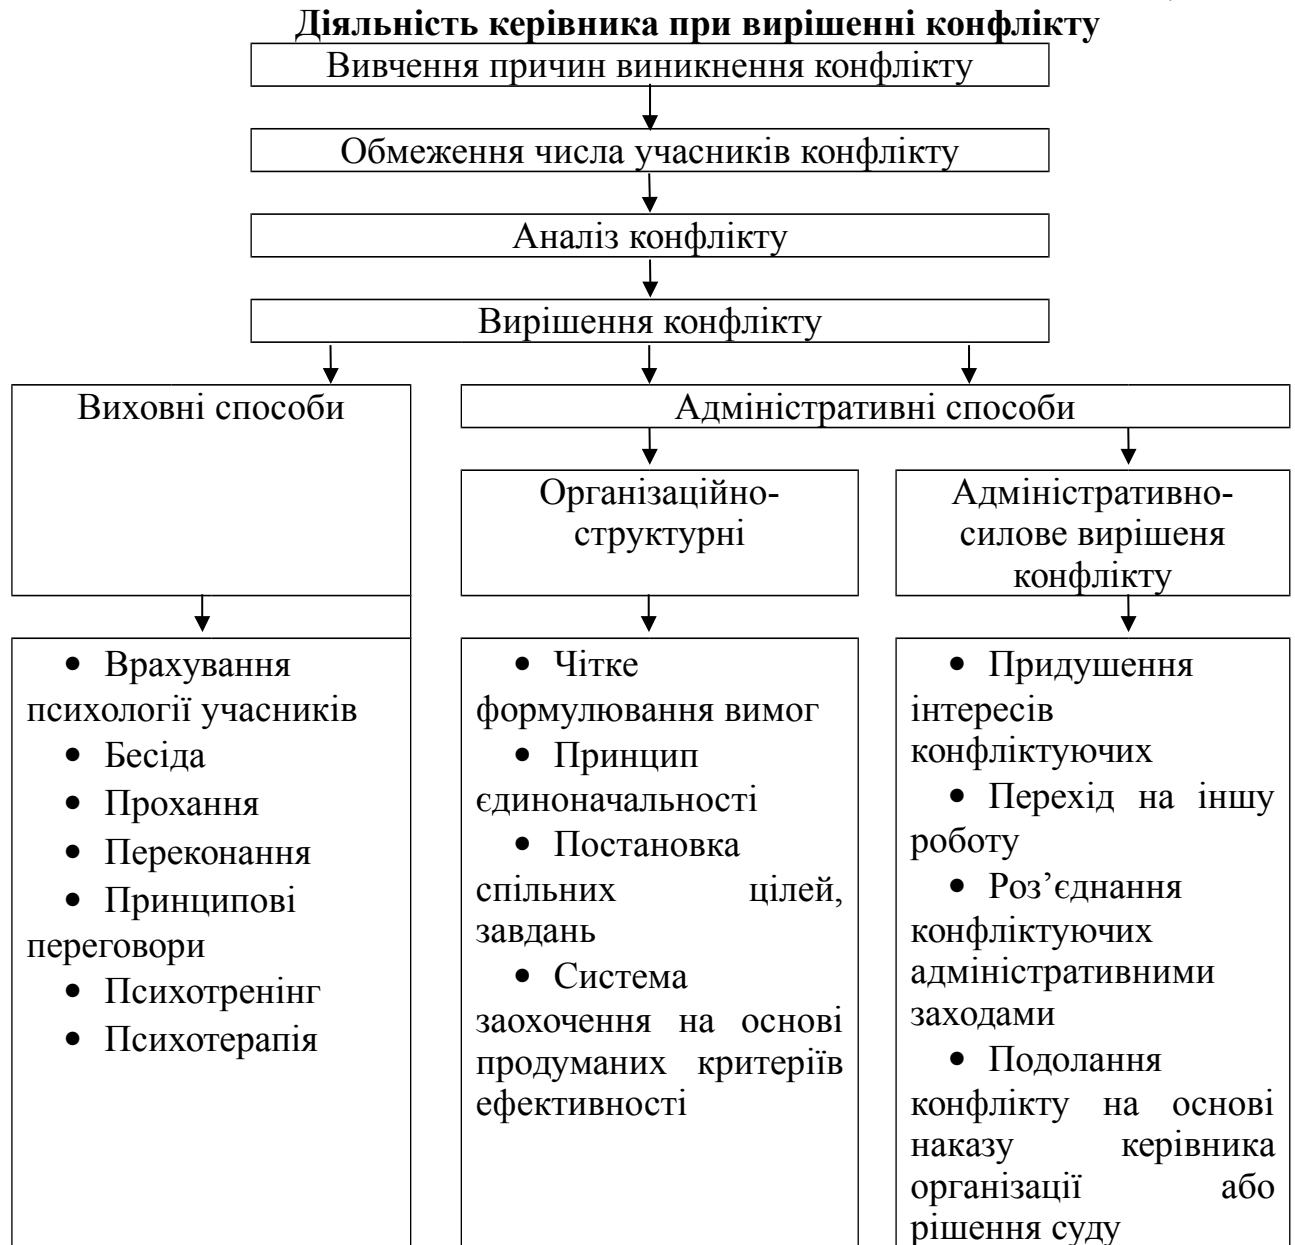 Діяльність керівника при вирішенні конфлікту
Вивчення причин виникнення конфлікту
Обмеження числа учасників конфлікту
Аналіз конфлікту
Вирішення конфлікту
Виховні способи
Адміністративні способи
Організаційно-
структурні
Адміністративно-
силове вирішеня
конфлікту
• Врахування
психології учасників
• Бесіда
• Прохання
• Переконання
• Принципові
переговори
• Психотренінг
• Психотерапія
• Чітке
формулювання вимог
• Принцип
єдиноначальності
• Постановка
спільних цілей,
завдань
• Система
заохочення на основі
продуманих критеріїв
ефективності
• Придушення
інтересів
конфліктуючих
• Перехід на іншу
роботу
• Роз’єднання
конфліктуючих
адміністративними
заходами
• Подолання
конфлікту на основі
наказу керівника
організації або
рішення суду